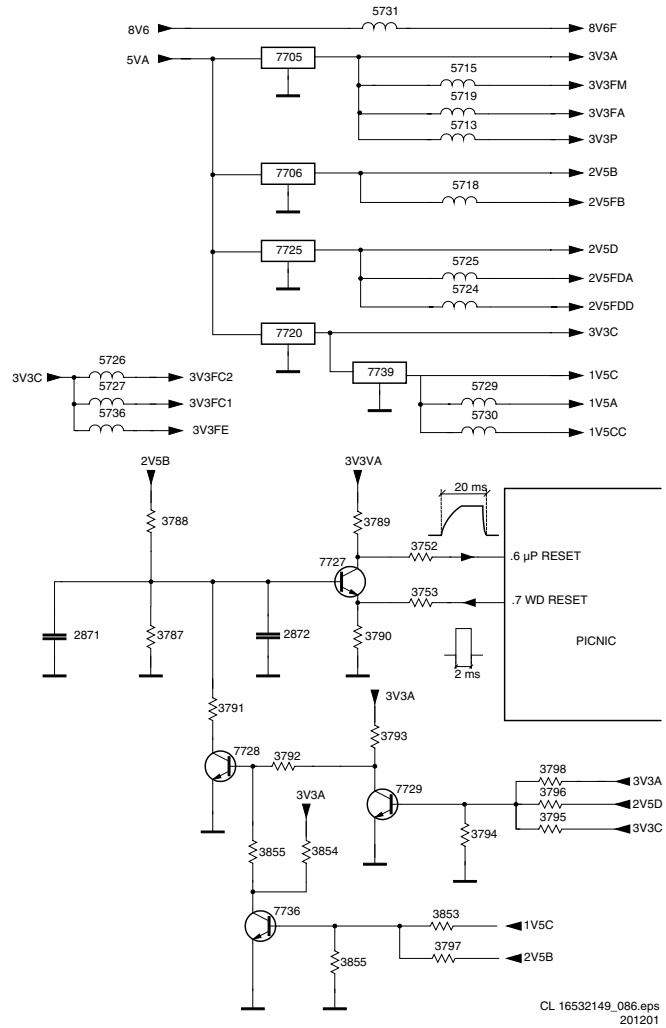 5731
8V6
8V6F
5VA
7705
3V3A
5715
3V3FM
5719
3V3FA
5713
3V3P
7706
2V5B
5718
2V5FB
7725
2V5D
5725
2V5FDA
5724
2V5FDD
7720
3V3C
3V3C
5726
3V3FC2
5727
3V3FC1
5736
3V3FE
7739
1V5C
5729
1V5A
5730
1V5CC
2V5B
3V3VA
20 ms
3788
3789
7727
3752
.6 µP RESET
3753
.7 WD RESET
2871
3787
2872
3790
PICNIC
2 ms
3791
3V3A
3793
7728
3792
7729
3798
3V3A
3796
2V5D
3795
3V3C
3794
3V3A
3855
3854
7736
3853
1V5C
3797
2V5B
3855
CL 16532149_086.eps
201201